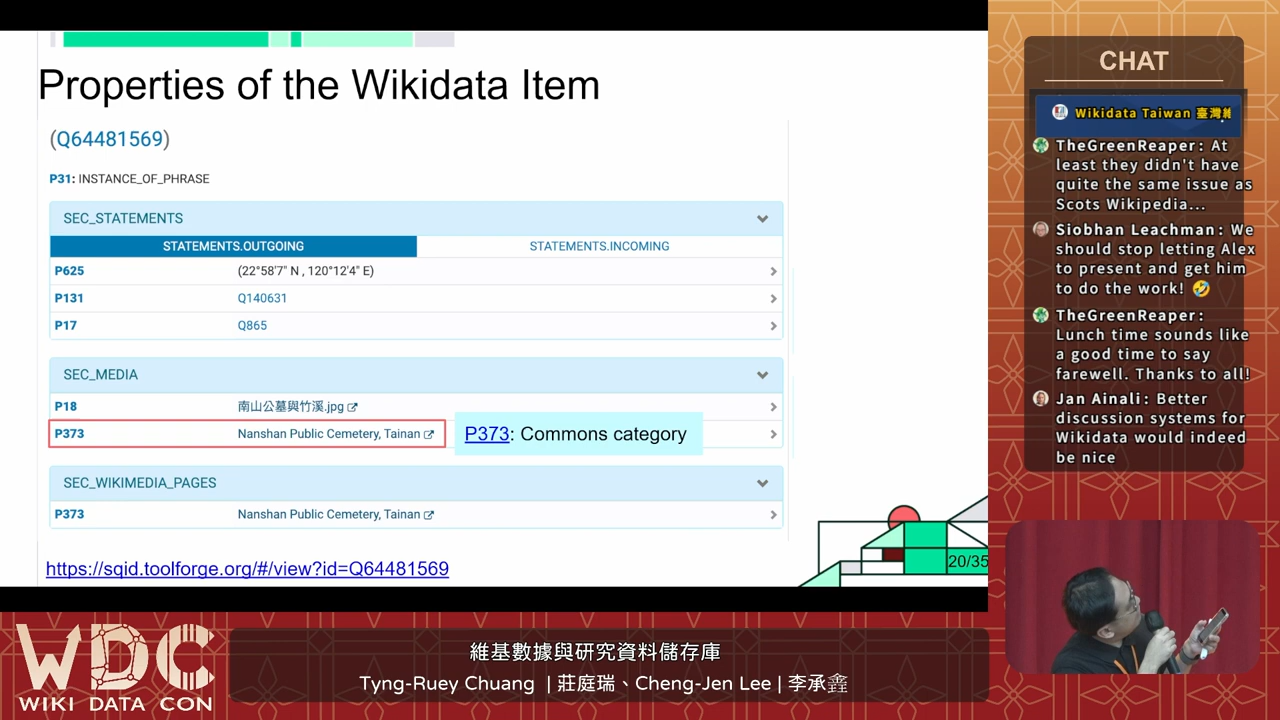 Properties of the Wikidata Item
(Q64481569)
P31: INSTANCE_OF_PHRASE
SEC_STATEMENTS
STATEMENTS.OUTGOING STATEMENTS.INCOMING
P625 (22°58'7" N , 120°12'4" E)
P131 Q140631
P17 Q865
SEC_MEDIA
P18 南山公墓與竹溪.jpg
P373 Nanshan Public Cemetery, Tainan
P373: Commons category
SEC_WIKIMEDIA_PAGES
P373 Nanshan Public Cemetery, Tainan
https://sqid.toolforge.org/#/view?id=Q64481569
20/35
CHAT
Wikidata Taiwan 臺灣維
TheGreenReaper: At
least they didn't have
quite the same issue as
Scots Wikipedia...
Siobhan Leachman: We
should stop letting Alex
to present and get him
to do the work! 🤣
TheGreenReaper:
Lunch time sounds like
a good time to say
farewell. Thanks to all!
Jan Ainali: Better
discussion systems for
Wikidata would indeed
be nice
WDC
WIKI DATA CON
維基數據與研究資料儲存庫
Tyng-Ruey Chuang | 莊庭瑞、Cheng-Jen Lee | 李承錱